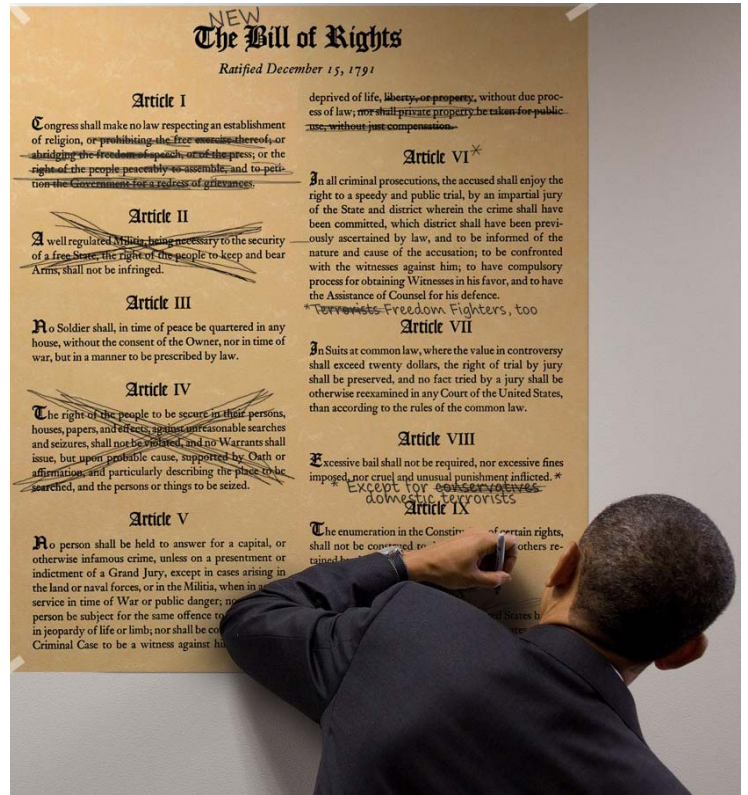 NEW
The Bill of Rights
Ratified December 15, 1791
Article I
Congress shall make no law respecting an establishment
of religion, or prohibiting the free exercise thereof; or
abridging the freedom of speech, or of the press; or the
right of the people peaceably to assemble, and to peti-
tion the Government for a redress of grievances.
Article II
A well regulated Militia, being necessary to the security
of a free State, the right of the people to keep and bear
Arms, shall not be infringed.
Article III
No Soldier shall, in time of peace be quartered in any
house, without the consent of the Owner, nor in time of
war, but in a manner to be prescribed by law.
Article IV
The right of the people to be secure in their persons,
houses, papers, and effects, against unreasonable searches
and seizures, shall not be violated, and no Warrants shall
issue, but upon probable cause, supported by Oath or
affirmation, and particularly describing the place to be
searched, and the persons or things to be seized.
Article V
No person shall be held to answer for a capital, or
otherwise infamous crime, unless on a presentment or
indictment of a Grand Jury, except in cases arising in
the land or naval forces, or in the Militia, when in
service in time of War or public danger;
person be subject for the same offence to
in jeopardy of life or limb; nor shall be
Criminal Case to be a witness against
deprived of life, liberty, or property, without due proc-
ess of law; nor shall private property be taken for public
use, without just compensation.
Article VI*
In all criminal prosecutions, the accused shall enjoy the
right to a speedy and public trial, by an impartial jury
of the State and district wherein the crime shall have
been committed, which district shall have been previ-
ously ascertained by law, and to be informed of the
nature and cause of the accusation; to be confronted
with the witnesses against him; to have compulsory
process for obtaining Witnesses in his favor, and to have
the Assistance of Counsel for his defence.
*Terrorists Freedom Fighters, too
Article VII
In Suits at common law, where the value in controversy
shall exceed twenty dollars, the right of trial by jury
shall be preserved, and no fact tried by a jury shall be
otherwise reexamined in any Court of the United States,
than according to the rules of the common law.
Article VIII
Excessive bail shall not be required, nor excessive fines
imposed, nor cruel and unusual punishment inflicted. *
* Except for conservatives
domestic terrorists
Article IX
The enumeration in the of certain rights,
shall not be others re-
States